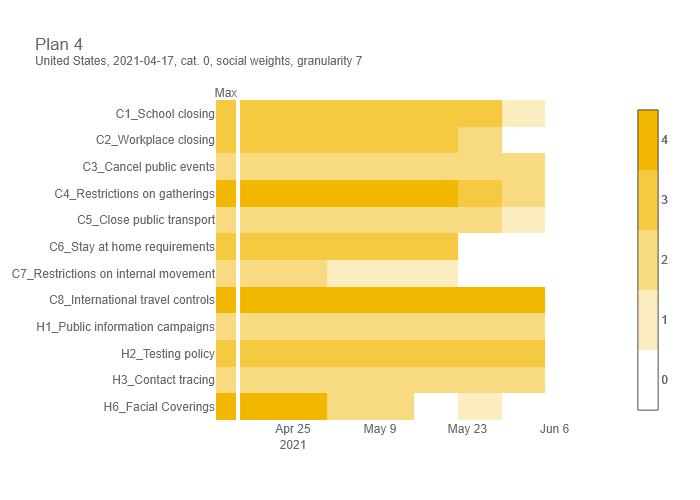 Plan 4
United States, 2021-04-17, cat. 0, social weights, granularity 7
Max
C1_School closing
C2_Workplace closing
C3_Cancel public events
C4_Restrictions on gatherings
C5_Close public transport
C6_Stay at home requirements
C7_Restrictions on internal movement
C8_International travel controls
H1_Public information campaigns
H2_Testing policy
H3_Contact tracing
H6_Facial Coverings
Apr 25 May 9 May 23 Jun 6
2021
4
3
2
1
0